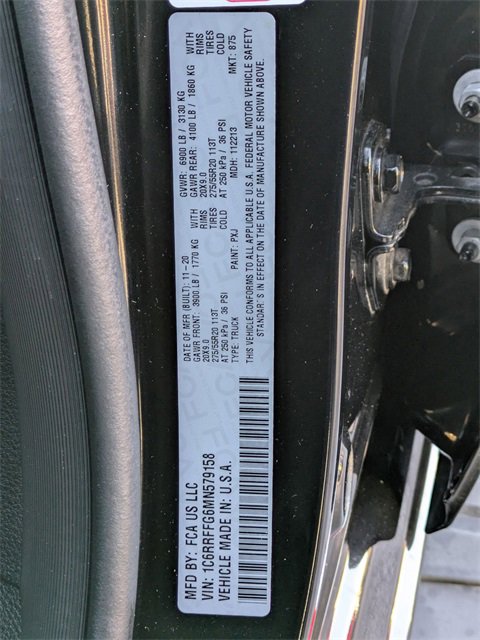 MFD BY: FCA US LLC
VIN: 1C6RRFFG6MN579158
VEHICLE MADE IN: U.S.A.
DATE OF MFR (BUILT): 11-20 GVWR: 6900 LB / 3130 KG
GAWR FRONT: 3900 LB / 1770 KG WITH GAWR REAR: 4100 LB / 1860 KG WITH
20X9.0 RIMS 20X9.0 RIMS
275/55R20 113T TIRES 275/55R20 113T TIRES
AT 250 kPa / 36 PSI COLD AT 250 kPa / 36 PSI COLD
TYPE: TRUCK PAINT: PXJ MDH: 112213 MKT: 875
THIS VEHICLE CONFORMS TO ALL APPLICABLE U.S.A. FEDERAL MOTOR VEHICLE SAFETY
STANDARDS IN EFFECT ON THE DATE OF MANUFACTURE SHOWN ABOVE.